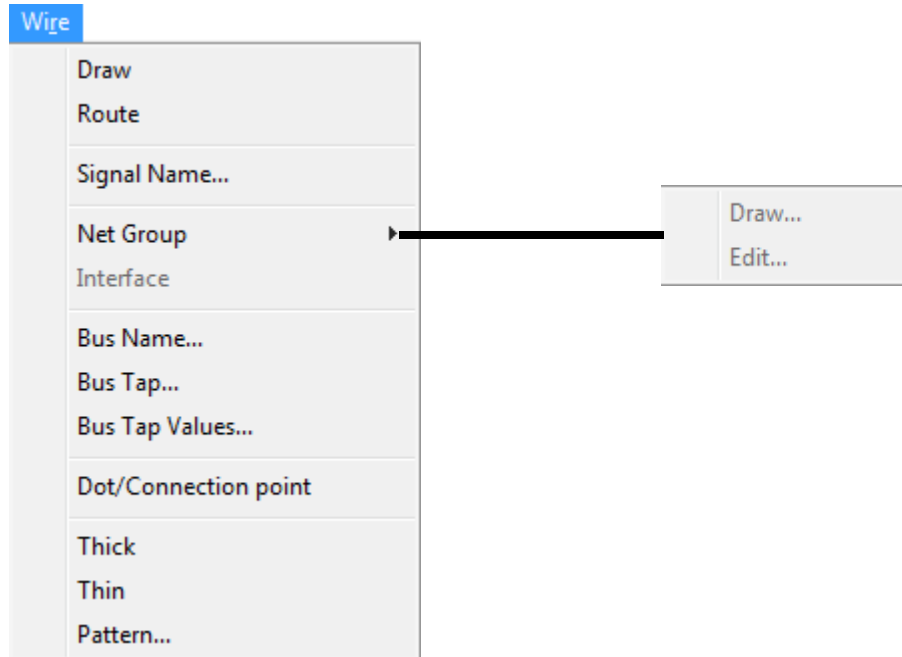 Wire
Draw
Route
Signal Name...
Net Group
Interface
Bus Name...
Bus Tap...
Bus Tap Values...
Dot/Connection point
Thick
Thin
Pattern...
Draw...
Edit...